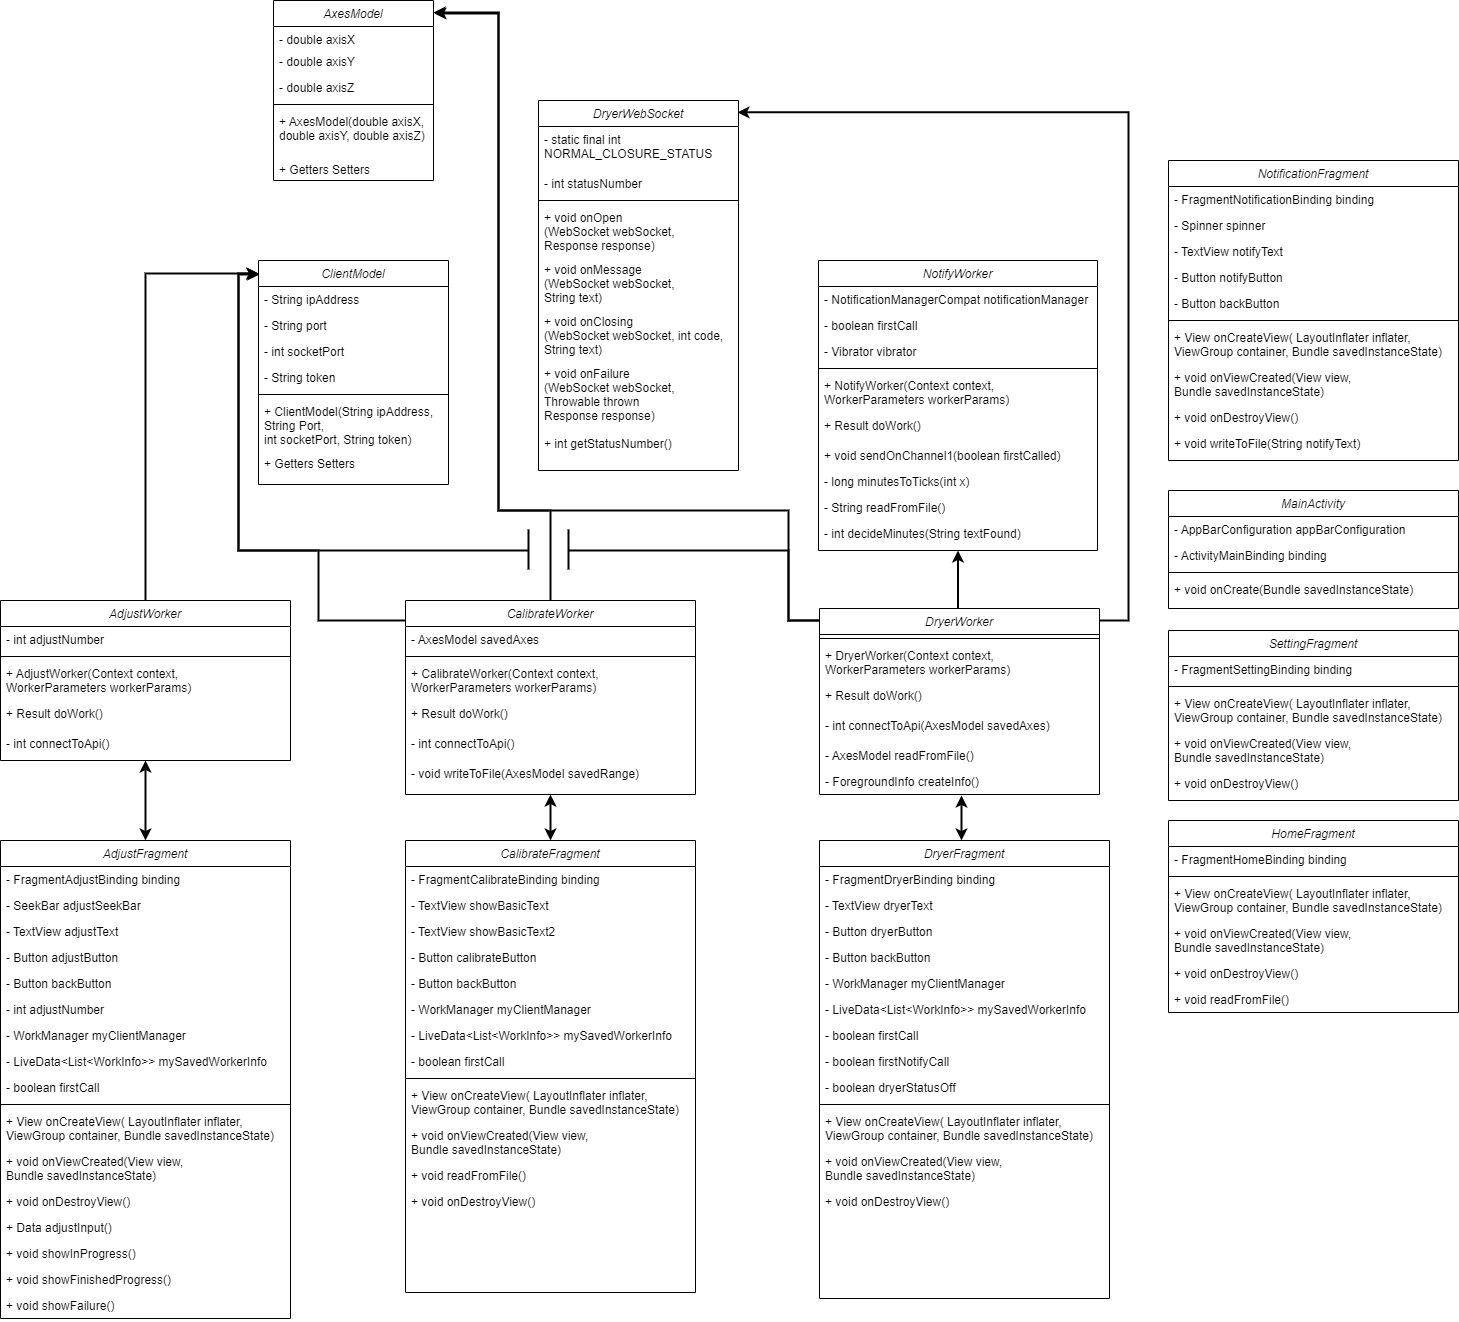 AxesModel
- double axisX
- double axisY
- double axisZ
+ AxesModel(double axisX,
double axisY, double axisZ)
+ Getters Setters
DryerWebSocket
- static final int
NORMAL_CLOSURE_STATUS
- int statusNumber
+ void onOpen
(WebSocket webSocket,
Response response)
+ void onMessage
(WebSocket webSocket,
String text)
+ void onClosing
(WebSocket webSocket, int code,
String text)
+ void onFailure
(WebSocket webSocket,
Throwable thrown
Response response)
+ int getStatusNumber()
ClientModel
- String ipAddress
- String port
- int socketPort
- String token
+ ClientModel(String ipAddress,
String Port,
int socketPort, String token)
+ Getters Setters
NotifyWorker
- NotificationManagerCompat notificationManager
- boolean firstCall
- Vibrator vibrator
+ NotifyWorker(Context context,
WorkerParameters workerParams)
+ Result doWork()
+ void sendOnChannel1(boolean firstCalled)
- long minutesToTicks(int x)
- String readFromFile()
- int decideMinutes(String textFound)
NotificationFragment
- FragmentNotificationBinding binding
- Spinner spinner
- TextView notifyText
- Button notifyButton
- Button backButton
+ View onCreateView( LayoutInflater inflater,
ViewGroup container, Bundle savedInstanceState)
+ void onViewCreated(View view,
Bundle savedInstanceState)
+ void onDestroyView()
+ void writeToFile(String notifyText)
MainActivity
- AppBarConfiguration appBarConfiguration
- ActivityMainBinding binding
+ void onCreate(Bundle savedInstanceState)
AdjustWorker
- int adjustNumber
+ AdjustWorker(Context context,
WorkerParameters workerParams)
+ Result doWork()
- int connectToApi()
CalibrateWorker
- AxesModel savedAxes
+ CalibrateWorker(Context context,
WorkerParameters workerParams)
+ Result doWork()
- int connectToApi()
- void writeToFile(AxesModel savedRange)
DryerWorker
+ DryerWorker(Context context,
WorkerParameters workerParams)
+ Result doWork()
- int connectToApi(AxesModel savedAxes)
- AxesModel readFromFile()
- ForegroundInfo createInfo()
SettingFragment
- FragmentSettingBinding binding
+ View onCreateView( LayoutInflater inflater,
ViewGroup container, Bundle savedInstanceState)
+ void onViewCreated(View view,
Bundle savedInstanceState)
+ void onDestroyView()
HomeFragment
- FragmentHomeBinding binding
+ View onCreateView( LayoutInflater inflater,
ViewGroup container, Bundle savedInstanceState)
+ void onViewCreated(View view,
Bundle savedInstanceState)
+ void onDestroyView()
+ void readFromFile()
AdjustFragment
- FragmentAdjustBinding binding
- SeekBar adjustSeekBar
- TextView adjustText
- Button adjustButton
- Button backButton
- int adjustNumber
- WorkManager myClientManager
- LiveData<List<WorkInfo>> mySavedWorkerInfo
- boolean firstCall
+ View onCreateView( LayoutInflater inflater,
ViewGroup container, Bundle savedInstanceState)
+ void onViewCreated(View view,
Bundle savedInstanceState)
+ void onDestroyView()
+ Data adjustInput()
+ void showInProgress()
+ void showFinishedProgress()
+ void showFailure()
CalibrateFragment
- FragmentCalibrateBinding binding
- TextView showBasicText
- TextView showBasicText2
- Button calibrateButton
- Button backButton
- WorkManager myClientManager
- LiveData<List<WorkInfo>> mySavedWorkerInfo
- boolean firstCall
+ View onCreateView( LayoutInflater inflater,
ViewGroup container, Bundle savedInstanceState)
+ void onViewCreated(View view,
Bundle savedInstanceState)
+ void readFromFile()
+ void onDestroyView()
DryerFragment
- FragmentDryerBinding binding
- TextView dryerText
- Button dryerButton
- Button backButton
- WorkManager myClientManager
- LiveData<List<WorkInfo>> mySavedWorkerInfo
- boolean firstCall
- boolean firstNotifyCall
- boolean dryerStatusOff
+ View onCreateView( LayoutInflater inflater,
ViewGroup container, Bundle savedInstanceState)
+ void onViewCreated(View view,
Bundle savedInstanceState)
+ void onDestroyView()